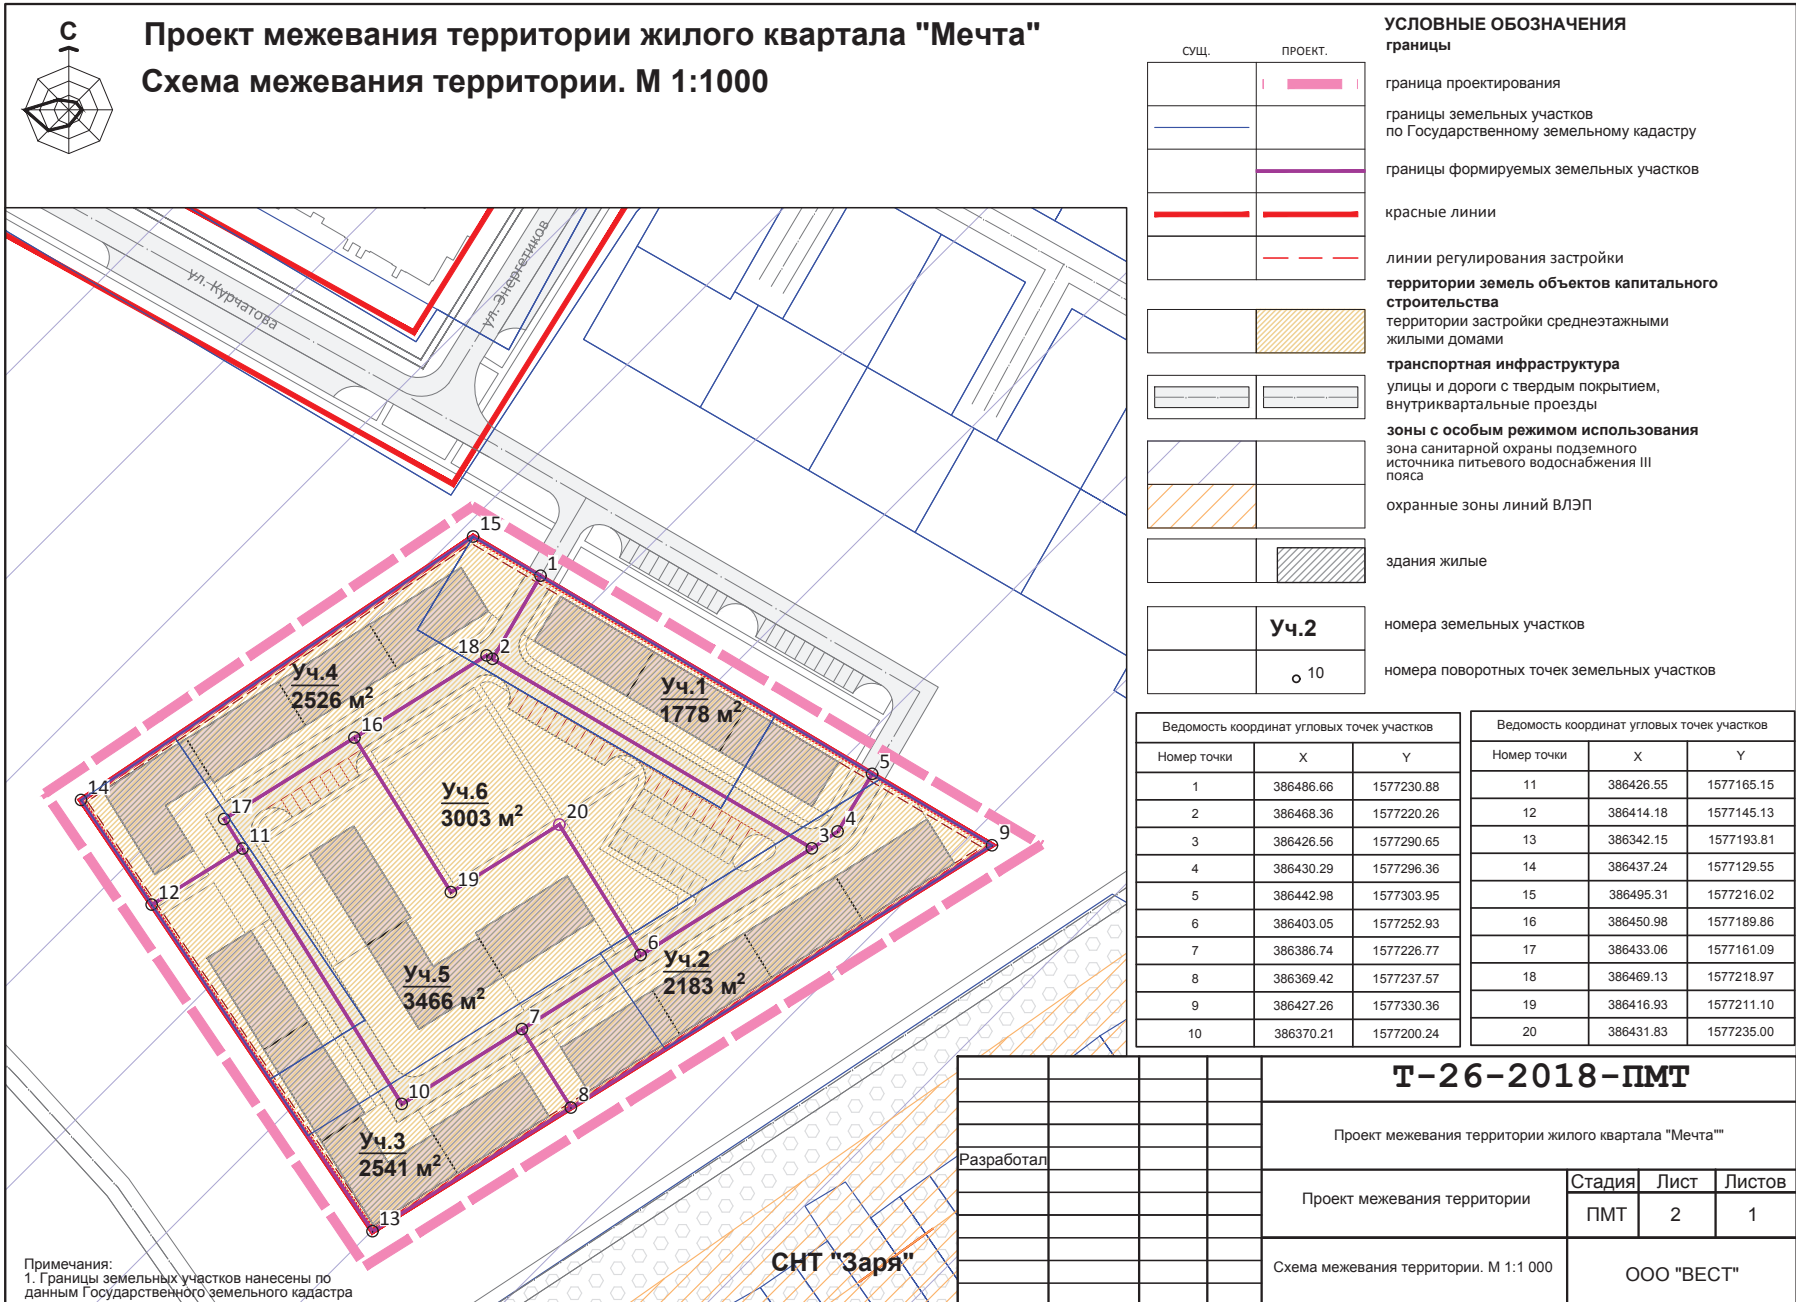 С
Проект межевания территории жилого квартала "Мечта"
Схема межевания территории. М 1:1000
УСЛОВНЫЕ ОБОЗНАЧЕНИЯ
СУЩ.
ПРОЕКТ.
границы
граница проектирования
границы земельных участков
по Государственному земельному кадастру
границы формируемых земельных участков
красные линии
линии регулирования застройки
территории земель объектов капитального
строительства
территории застройки среднеэтажными
жилыми домами
транспортная инфраструктура
улицы и дороги с твердым покрытием,
внутриквартальные проезды
зоны с особым режимом использования
зона санитарной охраны подземного
источника питьевого водоснабжения III
пояса
охранные зоны линий ВЛЭП
здания жилые
Уч.2
номера земельных участков
10
номера поворотных точек земельных участков
ул. Курчатова
ул. Энергетиков
15
1
18
2
Уч.4
2526 м²
Уч.1
1778 м²
16
5
14
17
Уч.6
3003 м²
20
4
3
9
11
12
19
6
Уч.5
3466 м²
Уч.2
2183 м²
7
10
8
Уч.3
2541 м²
13
СНТ "Заря"
Примечания:
1. Границы земельных участков нанесены по
данным Государственного земельного кадастра
Ведомость координат угловых точек участков
Номер точки X Y
1 386486.66 1577230.88
2 386468.36 1577220.26
3 386426.56 1577290.65
4 386430.29 1577296.36
5 386442.98 1577303.95
6 386403.05 1577252.93
7 386386.74 1577226.77
8 386369.42 1577237.57
9 386427.26 1577330.36
10 386370.21 1577200.24
Ведомость координат угловых точек участков
Номер точки X Y
11 386426.55 1577165.15
12 386414.18 1577145.13
13 386342.15 1577193.81
14 386437.24 1577129.55
15 386495.31 1577216.02
16 386450.98 1577189.86
17 386433.06 1577161.09
18 386469.13 1577218.97
19 386416.93 1577211.10
20 386431.83 1577235.00
Т-26-2018-ПМТ
Проект межевания территории жилого квартала "Мечта""
Разработал
Проект межевания территории
Стадия Лист Листов
ПМТ 2 1
Схема межевания территории. М 1:1 000
ООО "ВЕСТ"